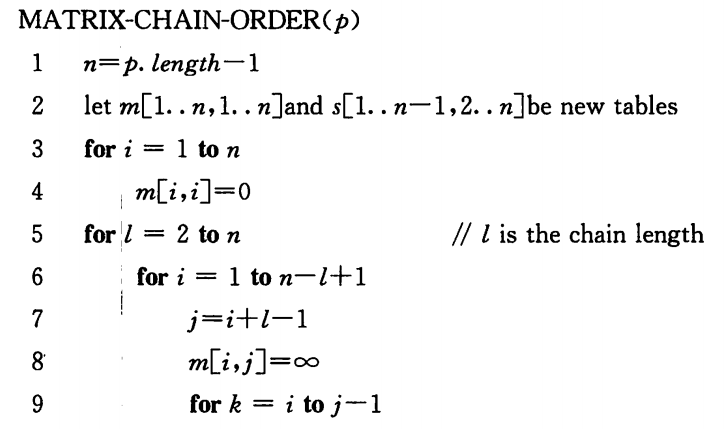 MATRIX-CHAIN-ORDER(p)
1 n=p. length-1
2 let m[1..n,1..n]and s[1..n-1,2..n]be new tables
3 for i = 1 to n
4 m[i,i]=0
5 for l = 2 to n // l is the chain length
6 for i = 1 to n-l+1
7 j=i+l-1
8 m[i,j]=∞
9 for k = i to j-1